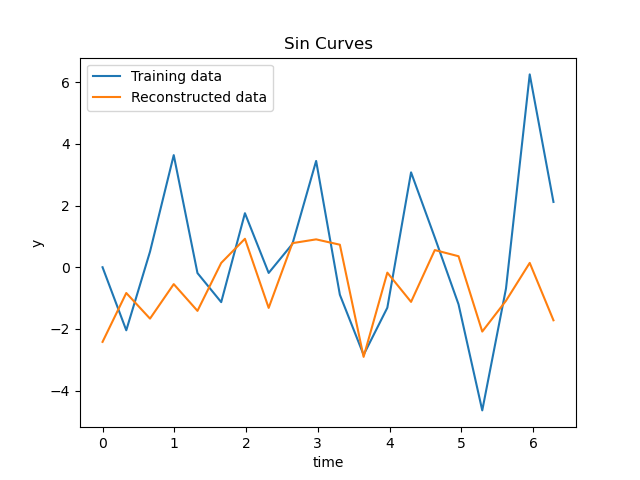 Sin Curves
Training data
Reconstructed data
6
4
2
0
−2
−4
y
0 1 2 3 4 5 6
time